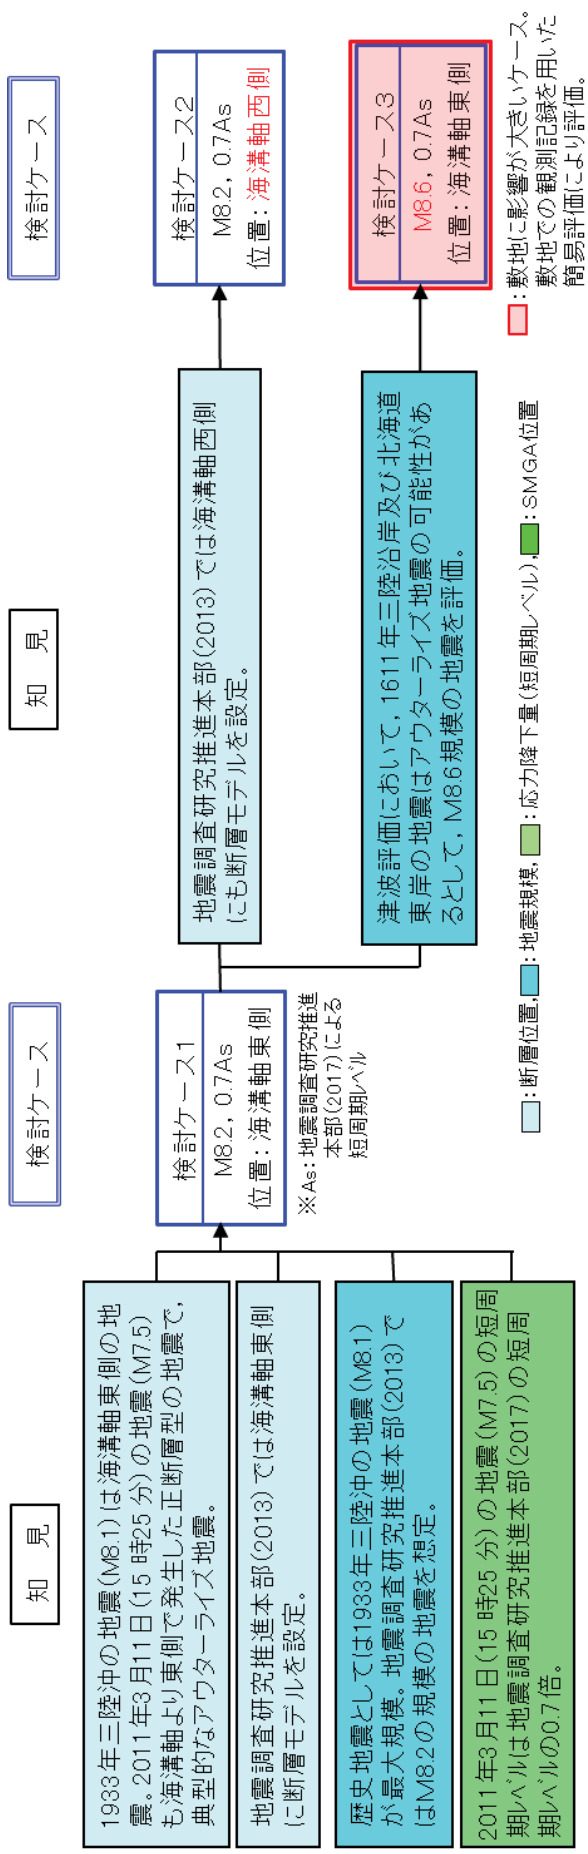 知 見
検討ケース
知 見
検討ケース
1933年三陸沖の地震(M8.1)は海溝軸東側の地
震。2011年3月11日(15時25分)の地震(M7.5)
も海溝軸より東側で発生した正断層型の地震で,
典型的なアウターライズ地震。
地震調査研究推進本部(2013)では海溝軸東側
に断層モデルを設定。
歴史地震としては1933年三陸沖の地震(M8.1)
が最大規模。地震調査研究推進本部(2013)で
はM8.2の規模の地震を想定。
2011年3月11日(15時25分)の地震(M7.5)の短周
期レベルは地震調査研究推進本部(2017)の短周
期レベルの0.7倍。
検討ケース1
M8.2, 0.7As
位置:海溝軸東側
※As:地震調査研究推進
本部(2017)による
短周期レベル
地震調査研究推進本部(2013)では海溝軸西側
にも断層モデルを設定。
津波評価において,1611年三陸沿岸及び北海道
東岸の地震はアウターライズ地震の可能性があ
るとして,M8.6規模の地震を評価。
検討ケース2
M8.2, 0.7As
位置:海溝軸西側
検討ケース3
M8.6, 0.7As
位置:海溝軸東側
:敷地に影響が大きいケース。
敷地での観測記録を用いた
簡易評価により評価。
:断層位置, :地震規模, :応力降下量(短周期レベル), :SMGA位置